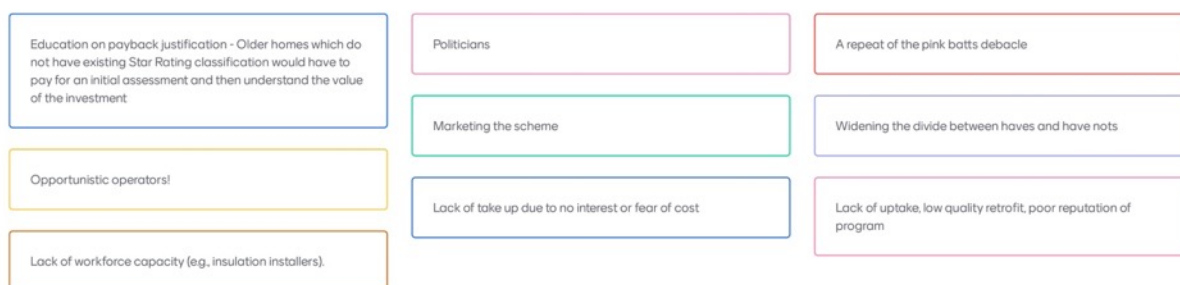 Education on payback justification - Older homes which do
not have existing Star Rating classification would have to
pay for an initial assessment and then understand the value
of the investment
Opportunistic operators!
Lack of workforce capacity (e.g., insulation installers).
Politicians
Marketing the scheme
Lack of take up due to no interest or fear of cost
A repeat of the pink batts debacle
Widening the divide between haves and have nots
Lack of uptake, low quality retrofit, poor reputation of
program